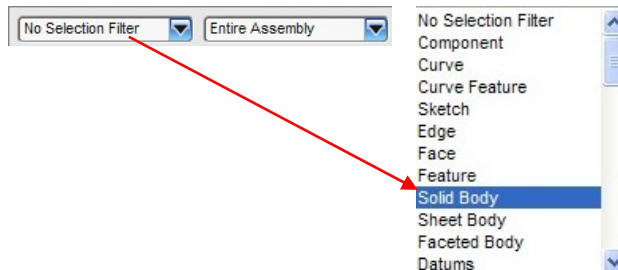 No Selection Filter
Entire Assembly
No Selection Filter
Component
Curve
Curve Feature
Sketch
Edge
Face
Feature
Solid Body
Sheet Body
Faceted Body
Datums